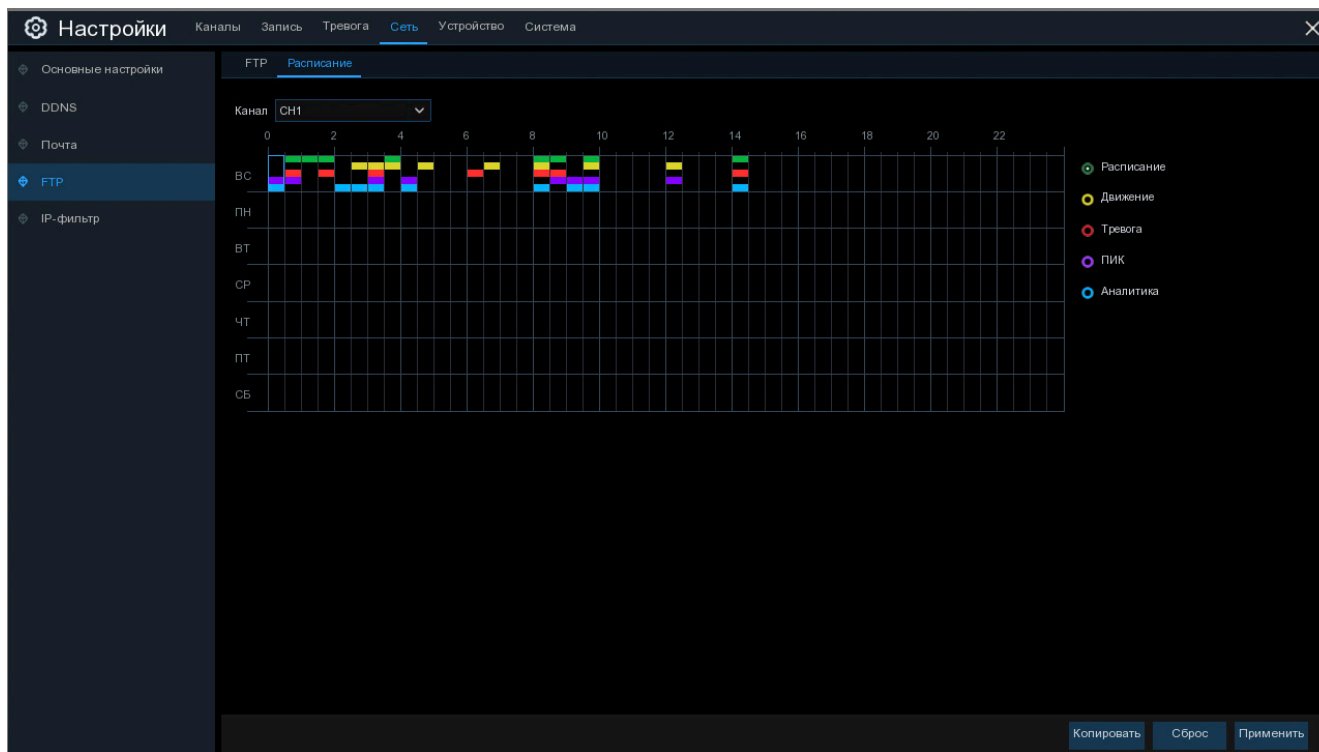 Настройки Каналы Запись Тревога Сеть Устройство Система
Основные настройки
DDNS
Почта
FTP
IP-фильтр
FTP Расписание
Канал CH1
0 2 4 6 8 10 12 14 16 18 20 22
ВС
ПН
ВТ
СР
ЧТ
ПТ
СБ
Расписание
Движение
Тревога
ПИК
Аналитика
Копировать Сброс Применить